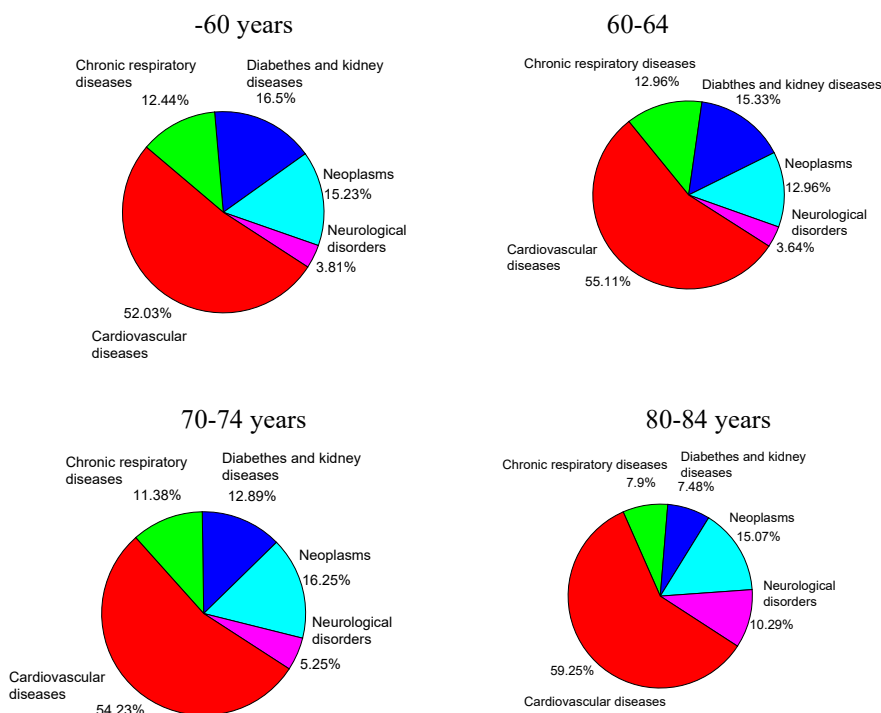 -60 years
Chronic respiratory
diseases
12.44%
Diabethes and kidney
diseases
16.5%
Neoplasms
15.23%
Neurological
disorders
3.81%
52.03%
Cardiovascular
diseases
60-64
Chronic respiratory diseases
12.96%
Diabthes and kidney diseases
15.33%
Neoplasms
12.96%
Neurological
disorders
3.64%
Cardiovascular
diseases
55.11%
70-74 years
Chronic respiratory
diseases
11.38%
Diabethes and kidney
diseases
12.89%
Neoplasms
16.25%
Neurological
disorders
5.25%
Cardiovascular
diseases
54.23%
80-84 years
Chronic respiratory diseases
7.9%
Diabethes and kidney
diseases
7.48%
Neoplasms
15.07%
Neurological
disorders
10.29%
59.25%
Cardiovascular diseases